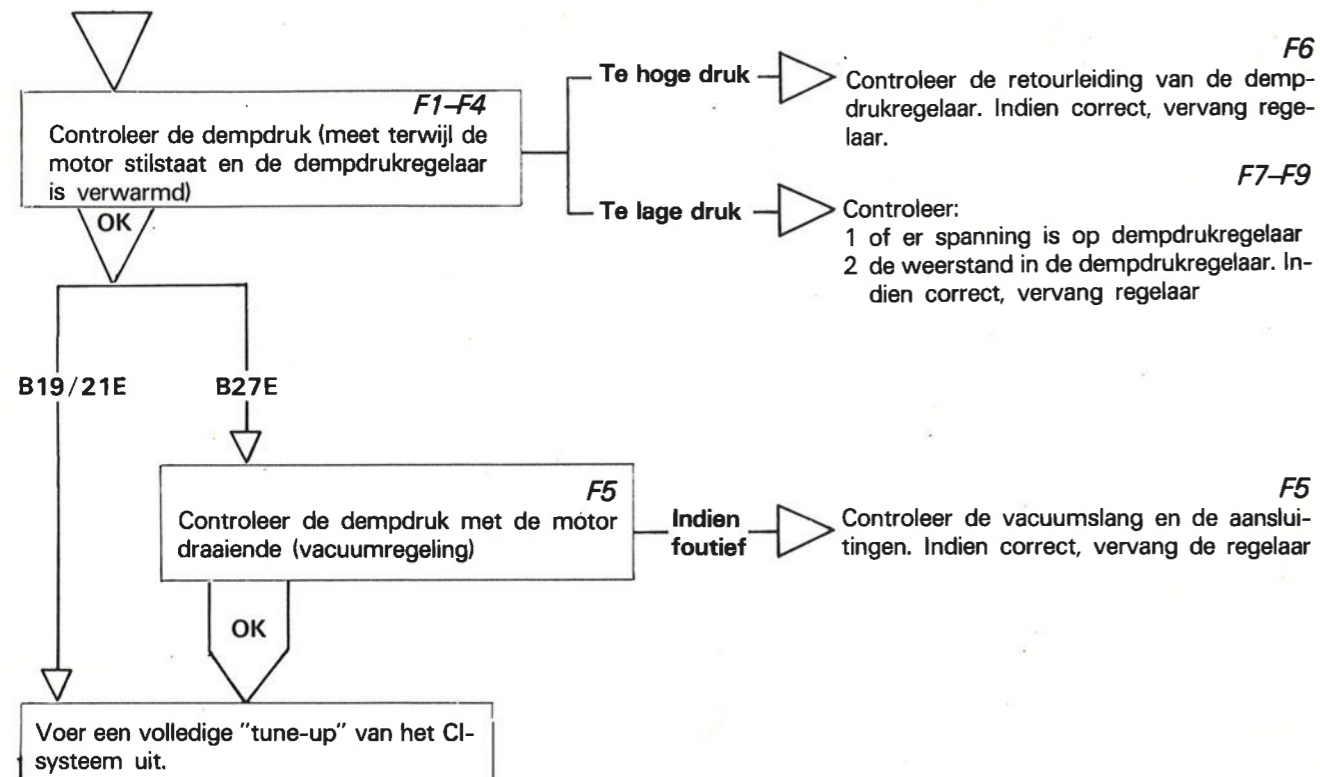 F1–F4
Controleer de dempdruk (meet terwijl de
motor stilstaat en de dempdrukregelaar
is verwarmd)
OK
Te hoge druk
F6
Controleer de retourleiding van de demp-
drukregelaar. Indien correct, vervang rege-
laar.
Te lage druk
F7–F9
Controleer:
1 of er spanning is op dempdrukregelaar
2 de weerstand in de dempdrukregelaar. In-
dien correct, vervang regelaar
B19/21E
B27E
F5
Controleer de dempdruk met de motor
draaiende (vacuumregeling)
Indien
foutief
F5
Controleer de vacuumslang en de aanslui-
tingen. Indien correct, vervang de regelaar
OK
Voer een volledige "tune-up" van het CI-
systeem uit.